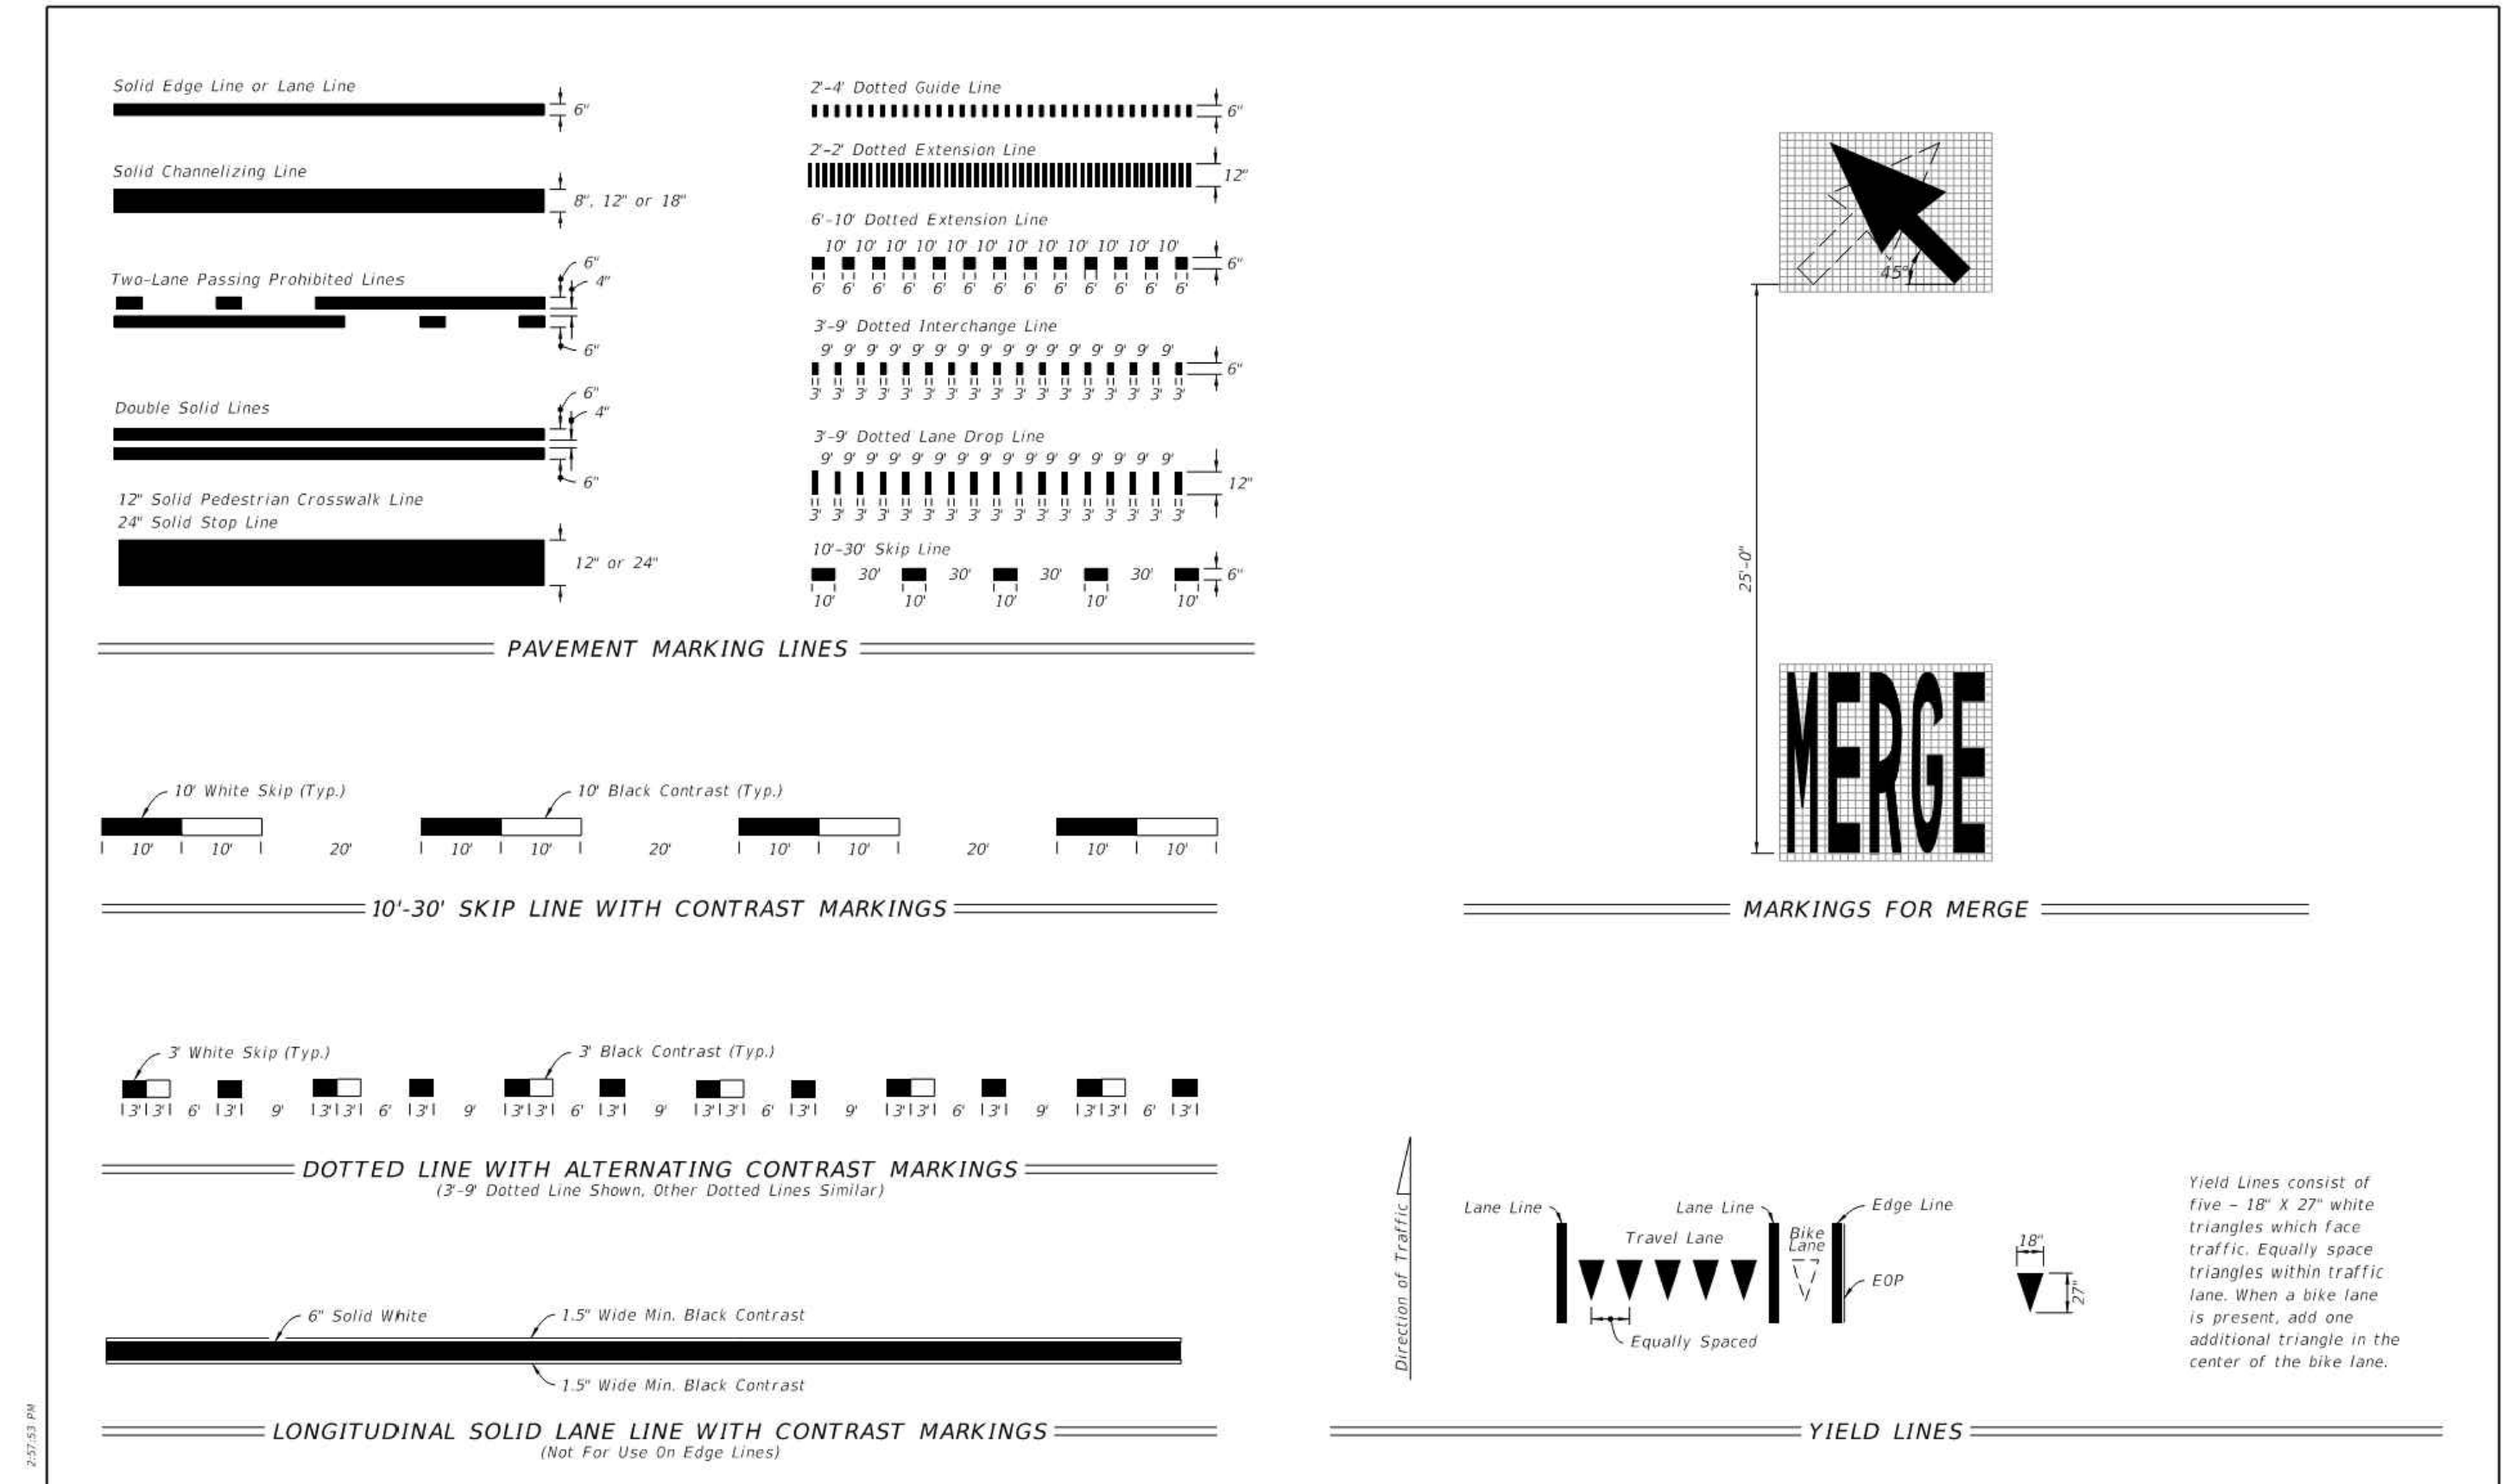 Solid Edge Line or Lane Line
6"
Solid Channelizing Line
8", 12" or 18"
Two-Lane Passing Prohibited Lines
6"
4"
6"
Double Solid Lines
6"
4"
6"
12" Solid Pedestrian Crosswalk Line
24" Solid Stop Line
12" or 24"
2'-4' Dotted Guide Line
6"
2'-2' Dotted Extension Line
12"
6'-10' Dotted Extension Line
10' 10' 10' 10' 10' 10' 10' 10' 10' 10' 10' 10'
6"
6' 6' 6' 6' 6' 6' 6' 6' 6' 6' 6' 6' 6'
3'-9' Dotted Interchange Line
9' 9' 9' 9' 9' 9' 9' 9' 9' 9' 9' 9' 9' 9' 9' 9'
6"
3' 3' 3' 3' 3' 3' 3' 3' 3' 3' 3' 3' 3' 3' 3' 3' 3'
3'-9' Dotted Lane Drop Line
9' 9' 9' 9' 9' 9' 9' 9' 9' 9' 9' 9' 9' 9' 9' 9'
12"
3' 3' 3' 3' 3' 3' 3' 3' 3' 3' 3' 3' 3' 3' 3' 3' 3'
10'-30' Skip Line
30' 30' 30' 30'
6"
10' 10' 10' 10' 10'
PAVEMENT MARKING LINES
10' White Skip (Typ.)
10' Black Contrast (Typ.)
10' 10' 20' 10' 10' 20' 10' 10' 20' 10' 10'
10'-30' SKIP LINE WITH CONTRAST MARKINGS
3' White Skip (Typ.)
3' Black Contrast (Typ.)
3' 3' 6' 3' 9' 3' 3' 6' 3' 9' 3' 3' 6' 3' 9' 3' 3' 6' 3' 9' 3' 3' 6' 3' 9' 3' 3' 6' 3'
DOTTED LINE WITH ALTERNATING CONTRAST MARKINGS
(3'-9' Dotted Line Shown, Other Dotted Lines Similar)
6" Solid White
1.5" Wide Min. Black Contrast
1.5" Wide Min. Black Contrast
LONGITUDINAL SOLID LANE LINE WITH CONTRAST MARKINGS
(Not For Use On Edge Lines)
45°
25'-0"
MERGE
MARKINGS FOR MERGE
Direction of Traffic
Lane Line
Lane Line
Edge Line
Travel Lane
Bike
Lane
EOP
Equally Spaced
18"
27"
Yield Lines consist of
five - 18" X 27" white
triangles which face
traffic. Equally space
triangles within traffic
lane. When a bike lane
is present, add one
additional triangle in the
center of the bike lane.
YIELD LINES
2:57:53 PM